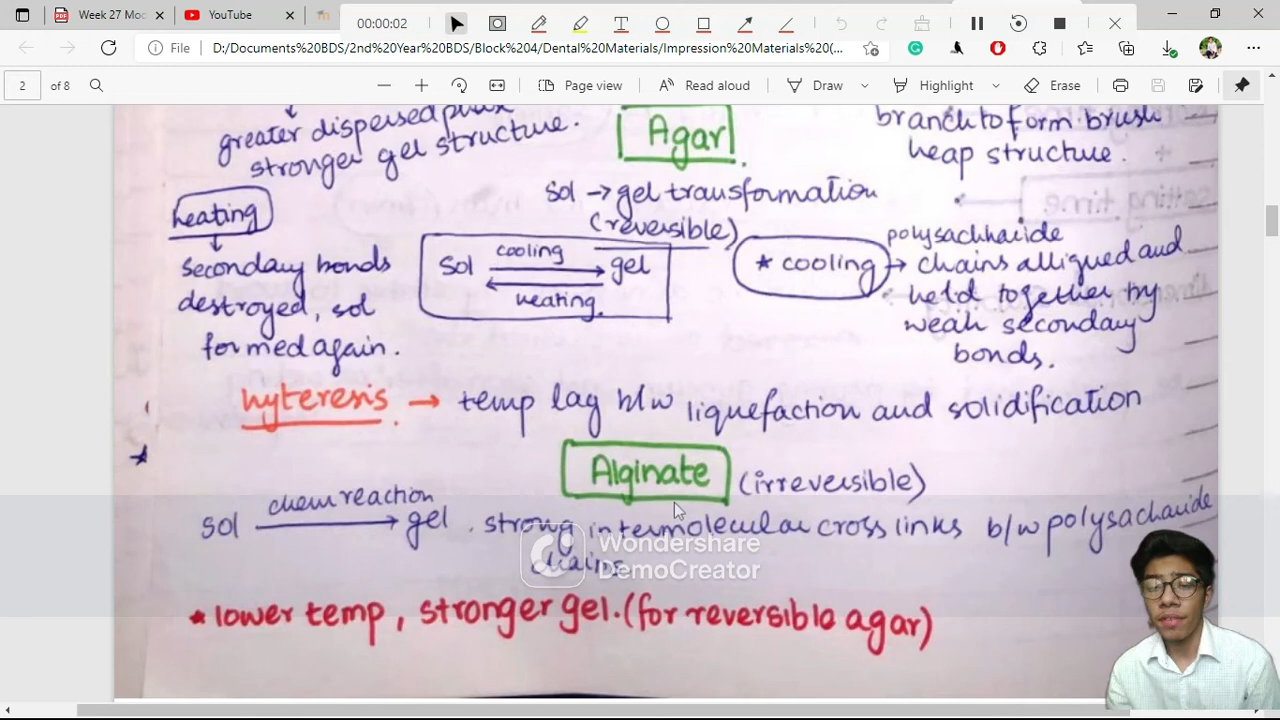 Week 27 Moc
YouTube
00:00:02
File
D:/Documents%20BDS/2nd%20Year%20BDS/Block%204/Dental%20Materials/Impression%20Materials%20(...
2 of 8
Page view
Read aloud
Draw
Highlight
Erase
greater dispersed phase
stronger gel structure.
Agar
branch to form brush
heap structure.
sol → gel transformation
(reversible)
heating
secondary bonds
destroyed, sol
formed again.
sol cooling gel
heating.
* cooling → polysachharide
chains alligned and
held together by
weak secondary
bonds.
hyteresis → temp lag b/w liquefaction and solidification
Alginate (irreversible)
sol chem reaction gel. strong intermolecular cross links b/w polysacharide
chains
Wondershare
DemoCreator
* lower temp, stronger gel. (for reversible agar)